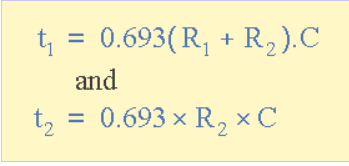 t₁ = 0.693(R₁ + R₂).C
and
t₂ = 0.693 × R₂ × C